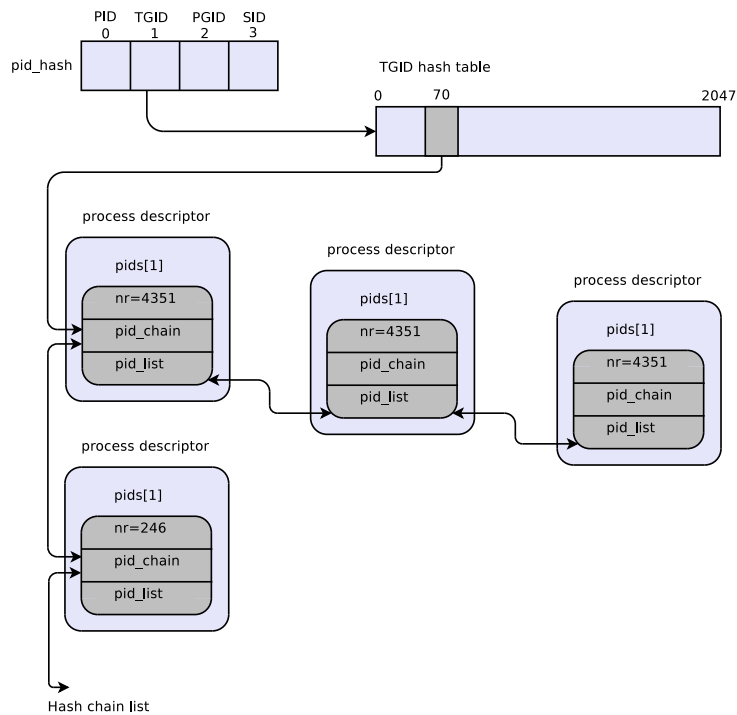 PID TGID PGID SID
0 1 2 3
pid_hash
TGID hash table
0 70 2047
process descriptor
pids[1]
nr=4351
pid_chain
pid_list
process descriptor
pids[1]
nr=4351
pid_chain
pid_list
process descriptor
pids[1]
nr=4351
pid_chain
pid_list
process descriptor
pids[1]
nr=246
pid_chain
pid_list
Hash chain list